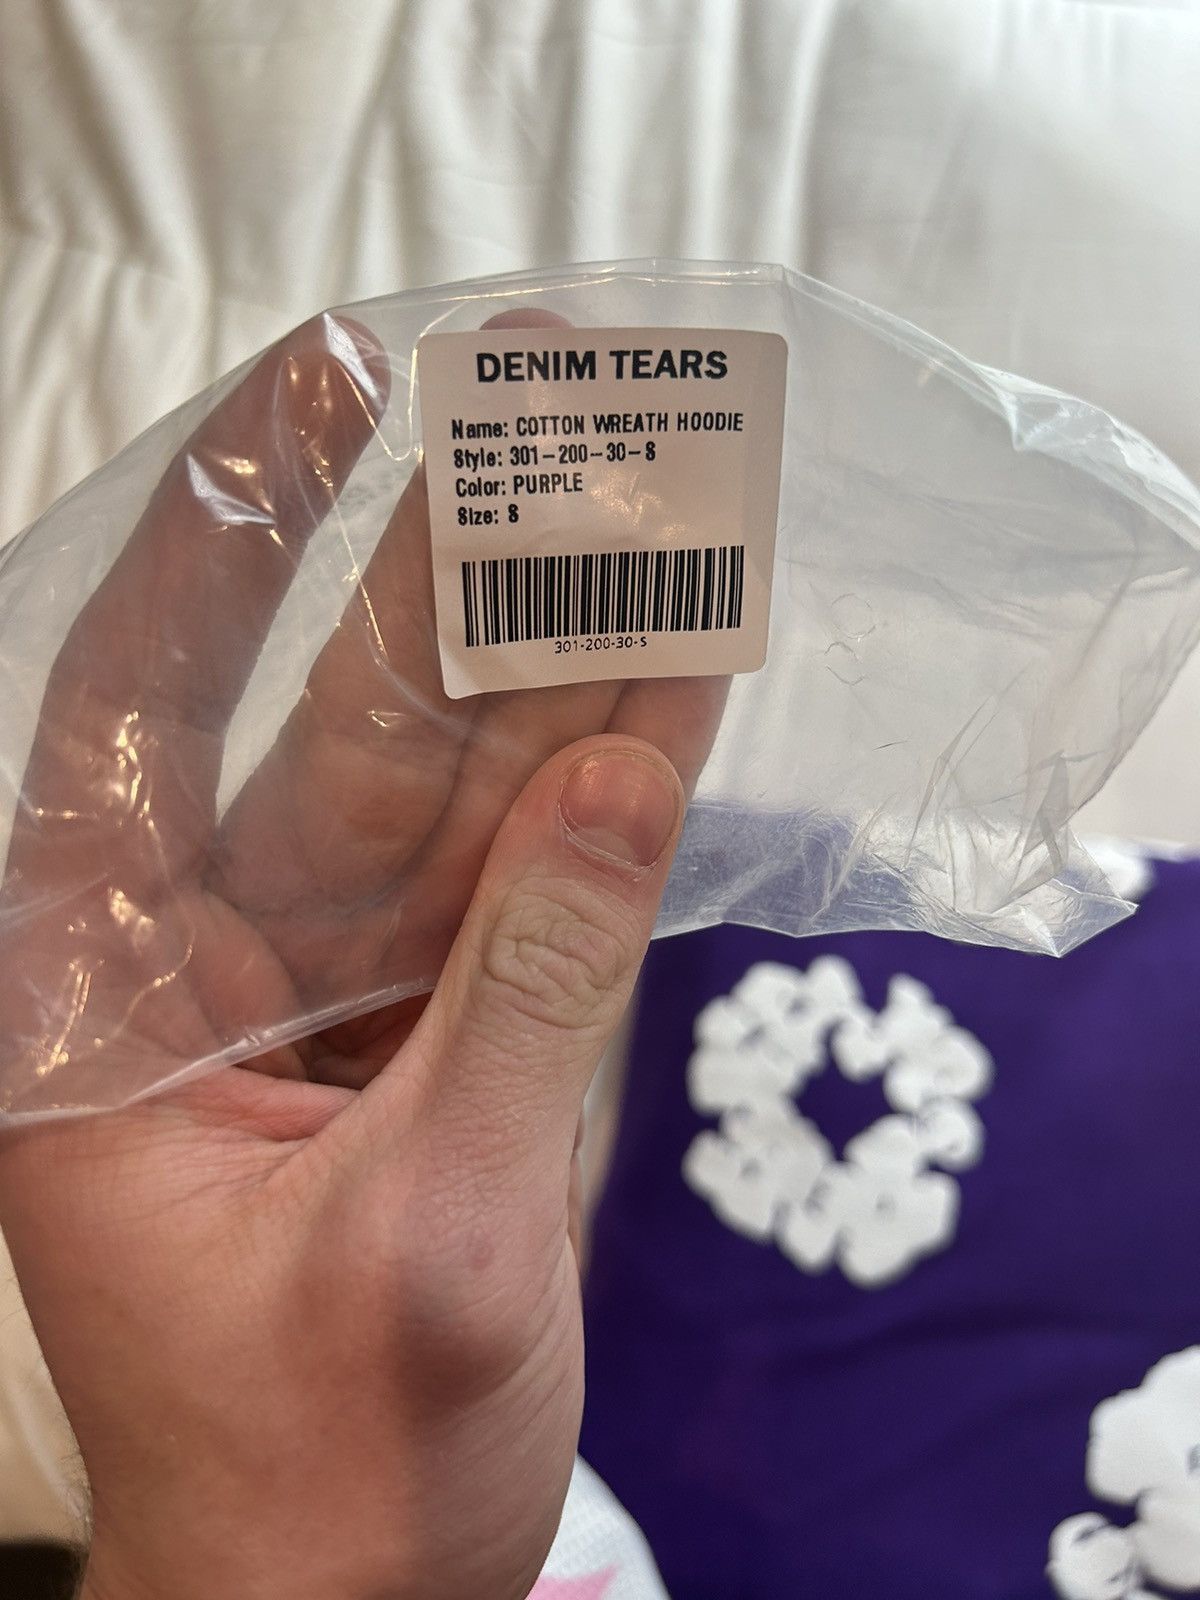 DENIM TEARS
Name: COTTON WREATH HOODIE
Style: 301-200-30-S
Color: PURPLE
Size: S
301-200-30-S